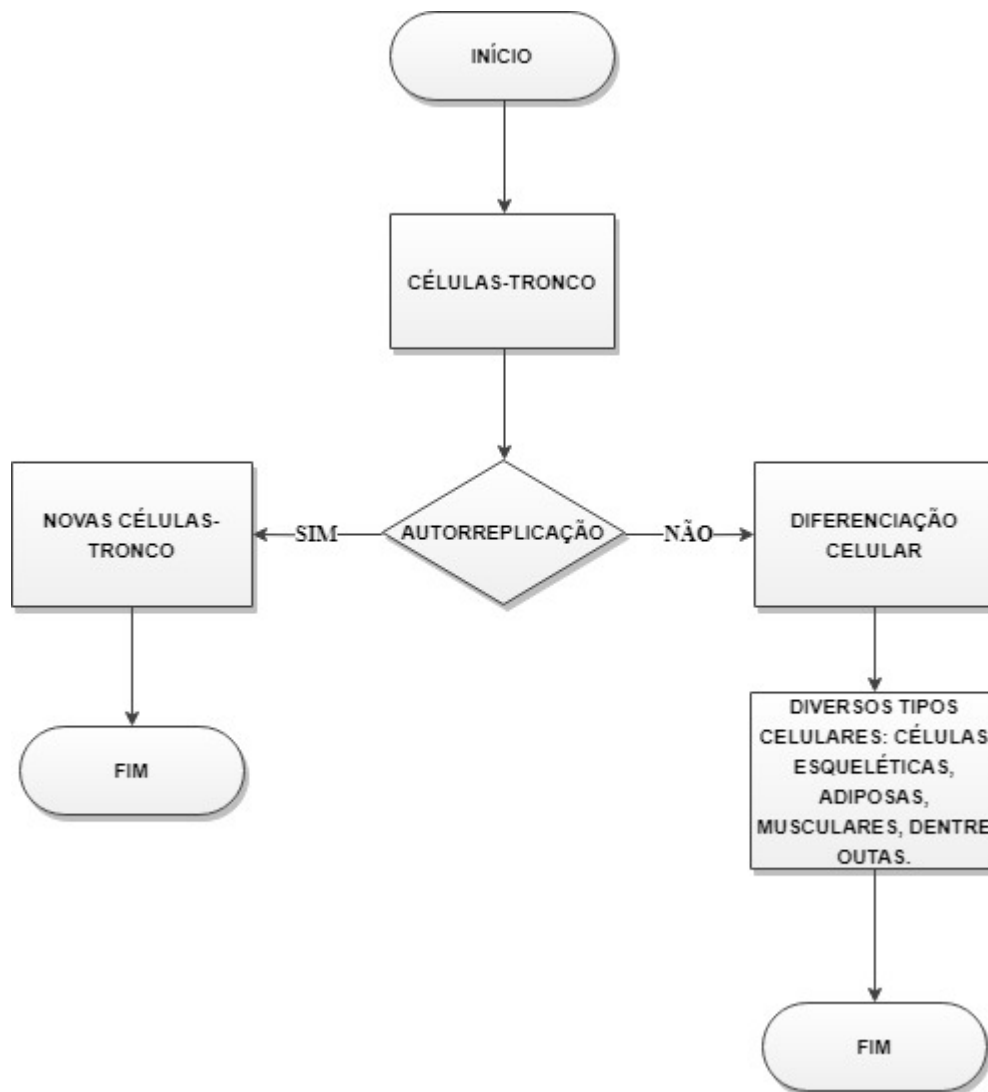 INÍCIO
CÉLULAS-TRONCO
NOVAS CÉLULAS-
TRONCO
SIM
AUTORREPLICAÇÃO
NÃO
DIFERENCIAÇÃO
CELULAR
DIVERSOS TIPOS
CELULARES: CÉLULAS
ESQUELÉTICAS,
ADIPOSAS,
MUSCULARES, DENTRE
OUTAS.
FIM
FIM